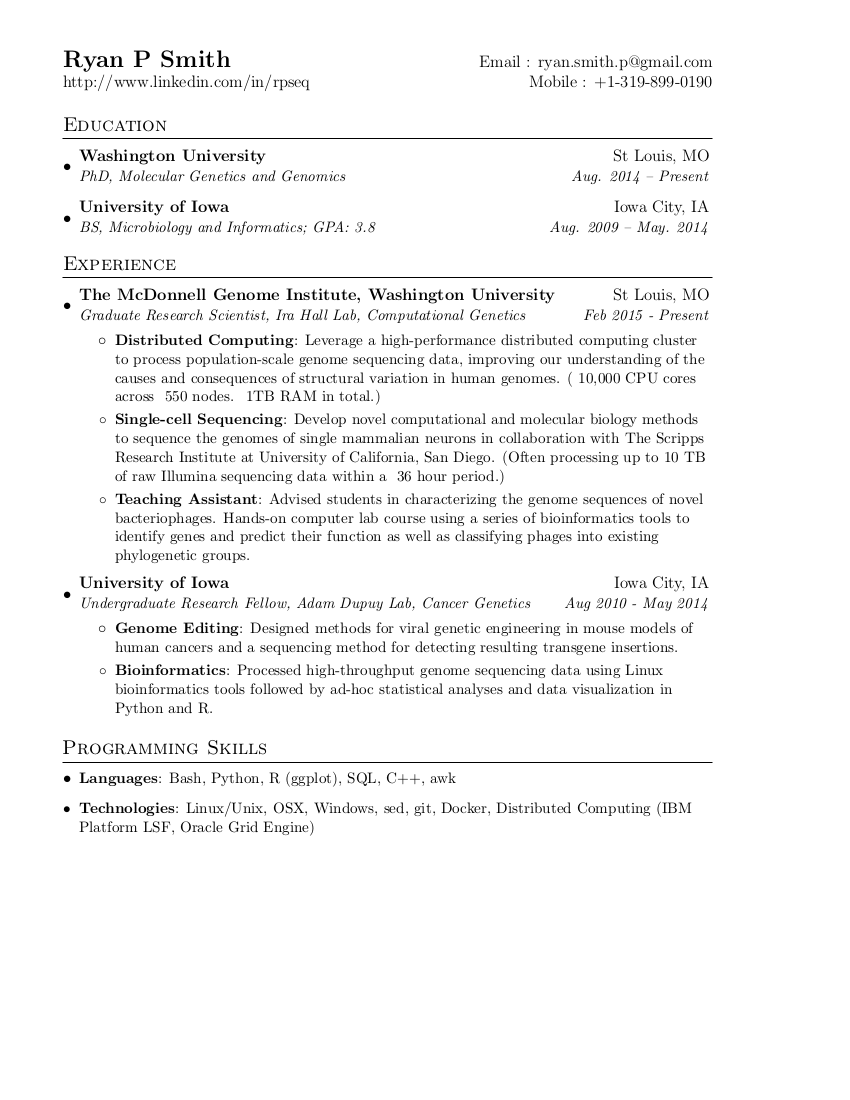 Ryan P Smith
Email : ryan.smith.p@gmail.com
http://www.linkedin.com/in/rpseq
Mobile : +1-319-899-0190
Education
• Washington University
St Louis, MO
PhD, Molecular Genetics and Genomics
Aug. 2014 – Present
• University of Iowa
Iowa City, IA
BS, Microbiology and Informatics; GPA: 3.8
Aug. 2009 – May. 2014
Experience
• The McDonnell Genome Institute, Washington University
St Louis, MO
Graduate Research Scientist, Ira Hall Lab, Computational Genetics
Feb 2015 - Present
◦ Distributed Computing: Leverage a high-performance distributed computing cluster
to process population-scale genome sequencing data, improving our understanding of the
causes and consequences of structural variation in human genomes. ( 10,000 CPU cores
across 550 nodes. 1TB RAM in total.)
◦ Single-cell Sequencing: Develop novel computational and molecular biology methods
to sequence the genomes of single mammalian neurons in collaboration with The Scripps
Research Institute at University of California, San Diego. (Often processing up to 10 TB
of raw Illumina sequencing data within a 36 hour period.)
◦ Teaching Assistant: Advised students in characterizing the genome sequences of novel
bacteriophages. Hands-on computer lab course using a series of bioinformatics tools to
identify genes and predict their function as well as classifying phages into existing
phylogenetic groups.
• University of Iowa
Iowa City, IA
Undergraduate Research Fellow, Adam Dupuy Lab, Cancer Genetics
Aug 2010 - May 2014
◦ Genome Editing: Designed methods for viral genetic engineering in mouse models of
human cancers and a sequencing method for detecting resulting transgene insertions.
◦ Bioinformatics: Processed high-throughput genome sequencing data using Linux
bioinformatics tools followed by ad-hoc statistical analyses and data visualization in
Python and R.
Programming Skills
• Languages: Bash, Python, R (ggplot), SQL, C++, awk
• Technologies: Linux/Unix, OSX, Windows, sed, git, Docker, Distributed Computing (IBM
Platform LSF, Oracle Grid Engine)